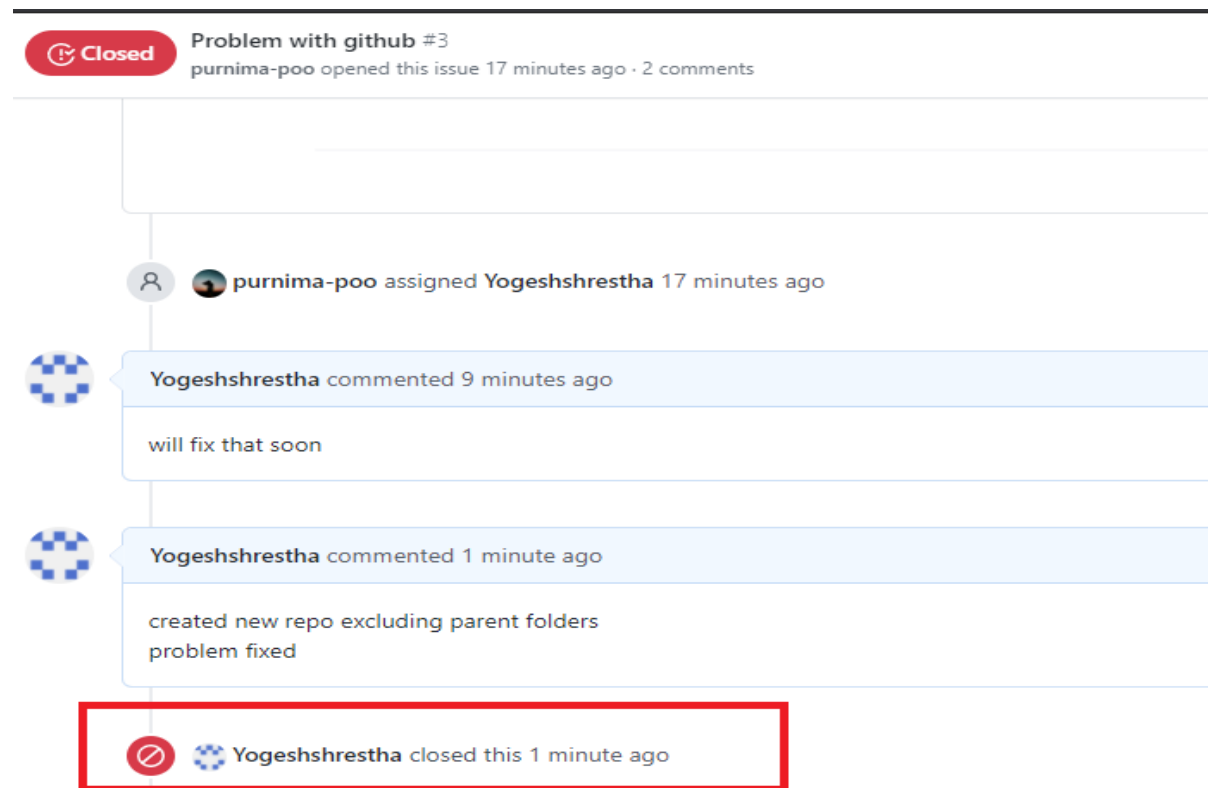 Closed
Problem with github #3
purnima-poo opened this issue 17 minutes ago · 2 comments
purnima-poo assigned Yogeshshrestha 17 minutes ago
Yogeshshrestha commented 9 minutes ago
will fix that soon
Yogeshshrestha commented 1 minute ago
created new repo excluding parent folders
problem fixed
Yogeshshrestha closed this 1 minute ago